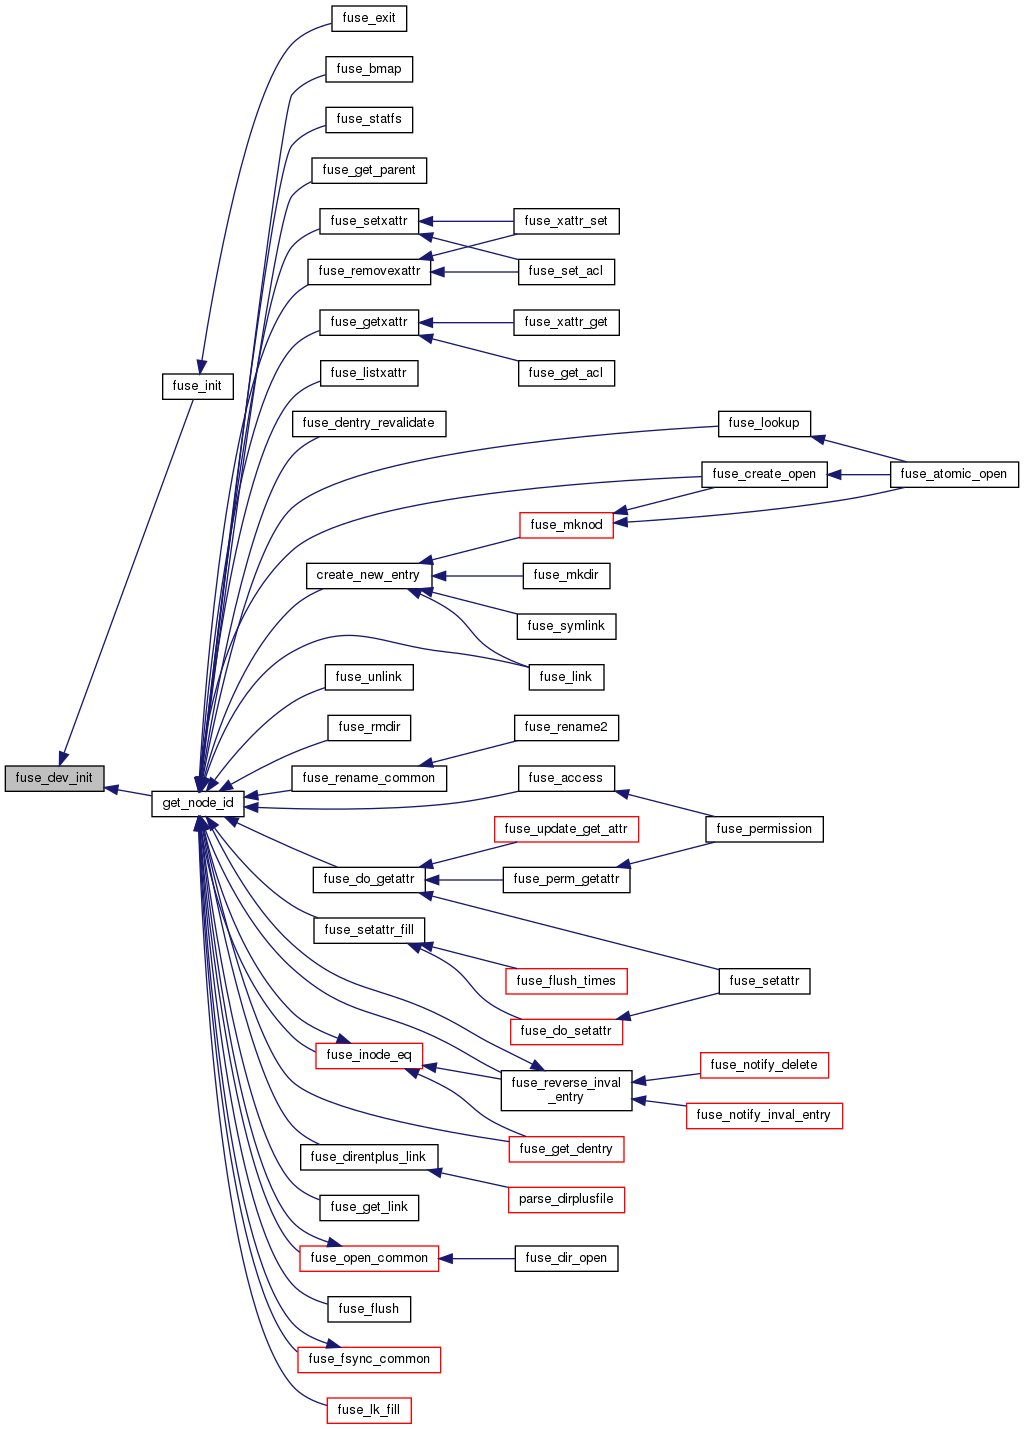 fuse_exit
fuse_bmap
fuse_statfs
fuse_get_parent
fuse_setxattr
fuse_xattr_set
fuse_removexattr
fuse_set_acl
fuse_getxattr
fuse_xattr_get
fuse_init
fuse_listxattr
fuse_get_acl
fuse_dentry_revalidate
fuse_lookup
fuse_create_open
fuse_atomic_open
fuse_mknod
create_new_entry
fuse_mkdir
fuse_symlink
fuse_unlink
fuse_link
fuse_rmdir
fuse_rename2
fuse_dev_init
fuse_rename_common
fuse_access
get_node_id
fuse_update_get_attr
fuse_permission
fuse_do_getattr
fuse_perm_getattr
fuse_setattr_fill
fuse_flush_times
fuse_setattr
fuse_do_setattr
fuse_inode_eq
fuse_reverse_inval
_entry
fuse_notify_delete
fuse_notify_inval_entry
fuse_get_dentry
fuse_direntplus_link
parse_dirplusfile
fuse_get_link
fuse_open_common
fuse_dir_open
fuse_flush
fuse_fsync_common
fuse_lk_fill